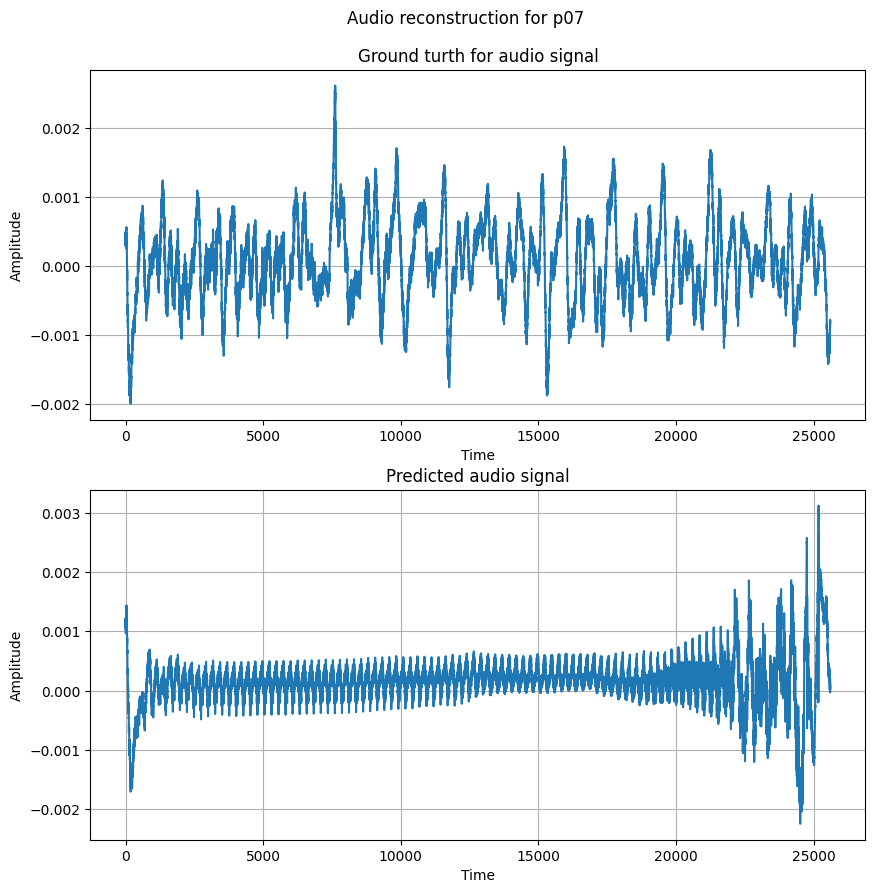 Audio reconstruction for p07
Ground turth for audio signal
0.002
0.001
0.000
−0.001
−0.002
Amplitude
0 5000 10000 15000 20000 25000
Time
Predicted audio signal
0.003
0.002
0.001
0.000
−0.001
−0.002
Amplitude
0 5000 10000 15000 20000 25000
Time